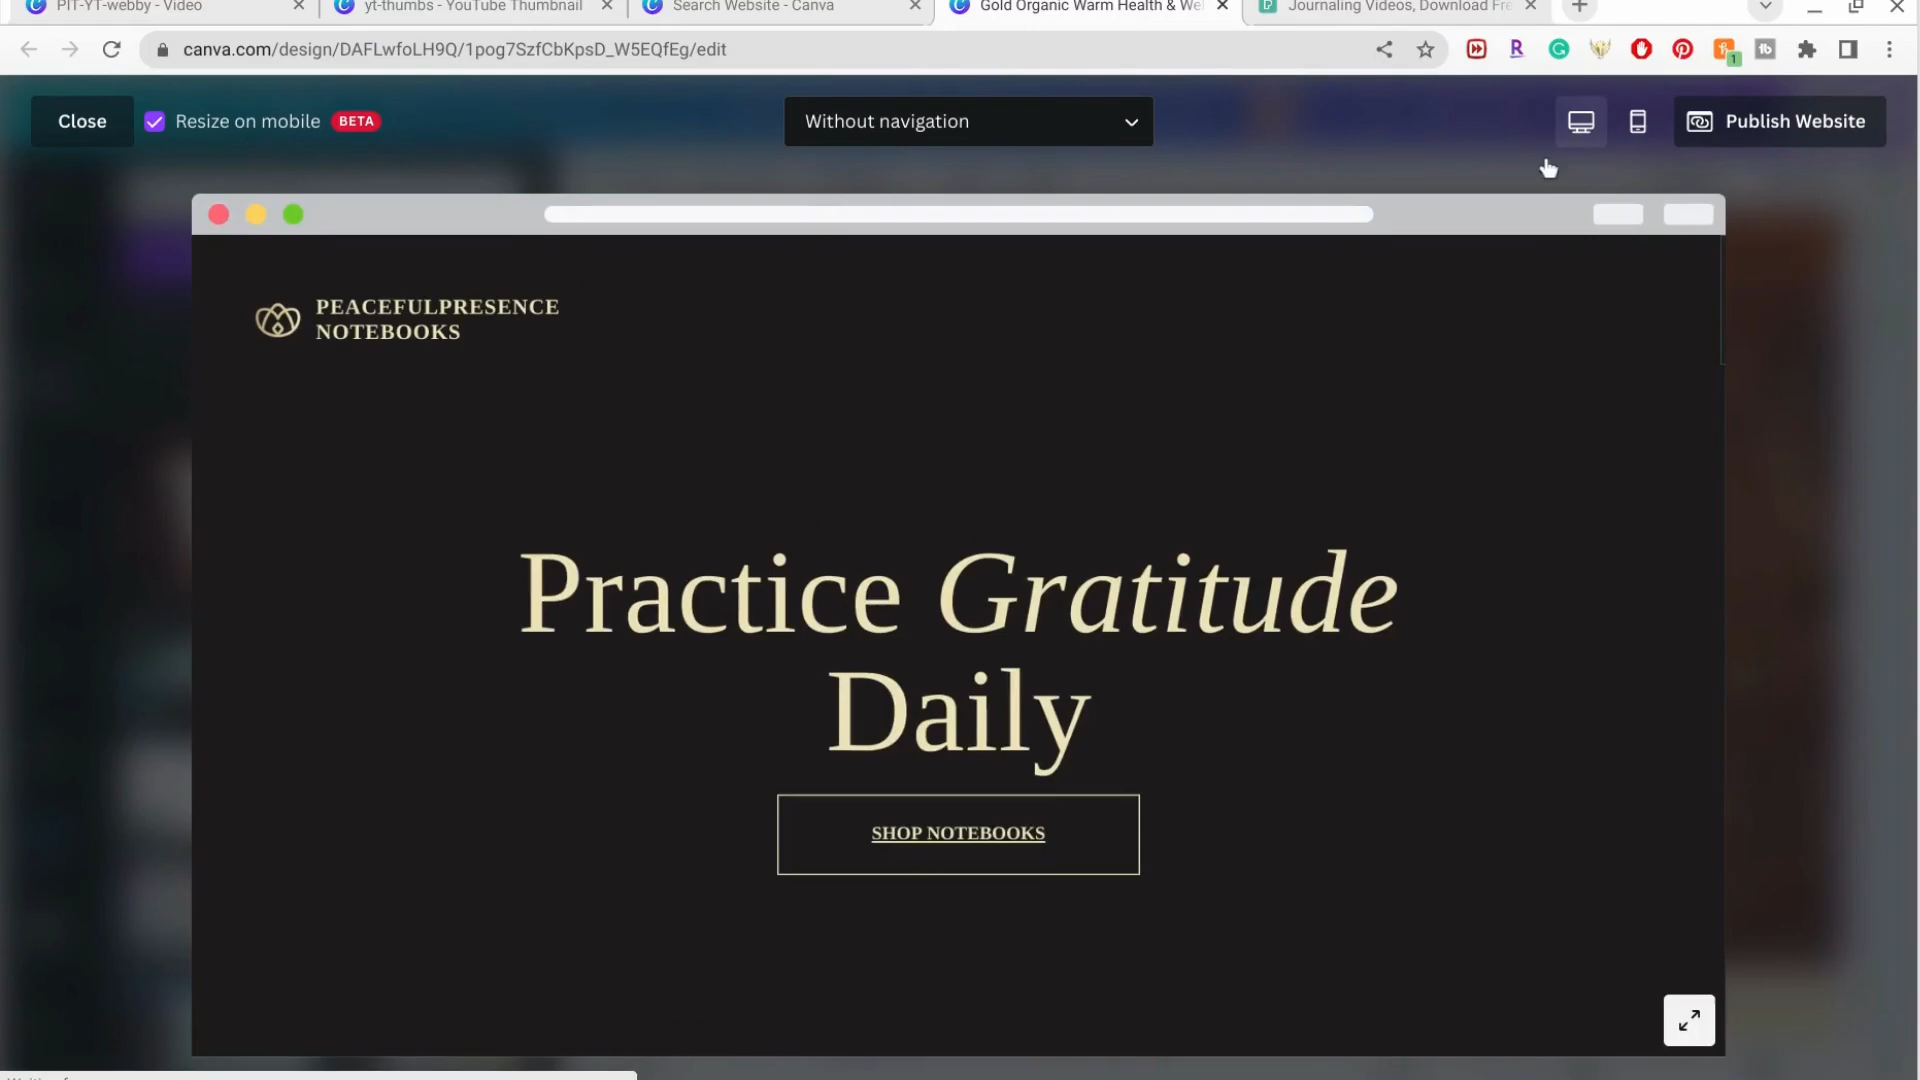 PIT-YT-webby - Video
yt-thumbs - YouTube Thumbnail
Search Website - Canva
Gold Organic Warm Health & We
Journaling Videos, Download Fre
canva.com/design/DAFLwfoLH9Q/1pog7SzfCbKpsD_W5EQfEg/edit
1
Close
Resize on mobile
BETA
Without navigation
Publish Website
PEACEFULPRESENCE
NOTEBOOKS
Practice Gratitude
Daily
SHOP NOTEBOOKS